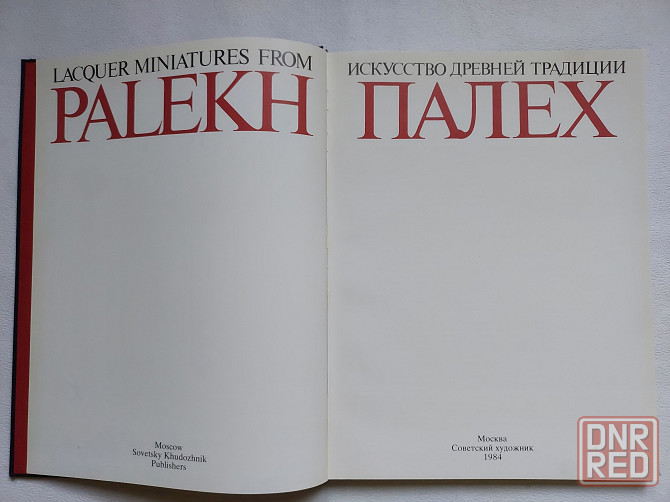 LACQUER MINIATURES FROM
PALEKH
Moscow
Sovetsky Khudozhnik
Publishers
ИСКУССТВО ДРЕВНЕЙ ТРАДИЦИИ
ПАЛЕХ
Москва
Советский художник
1984
DNR
RED